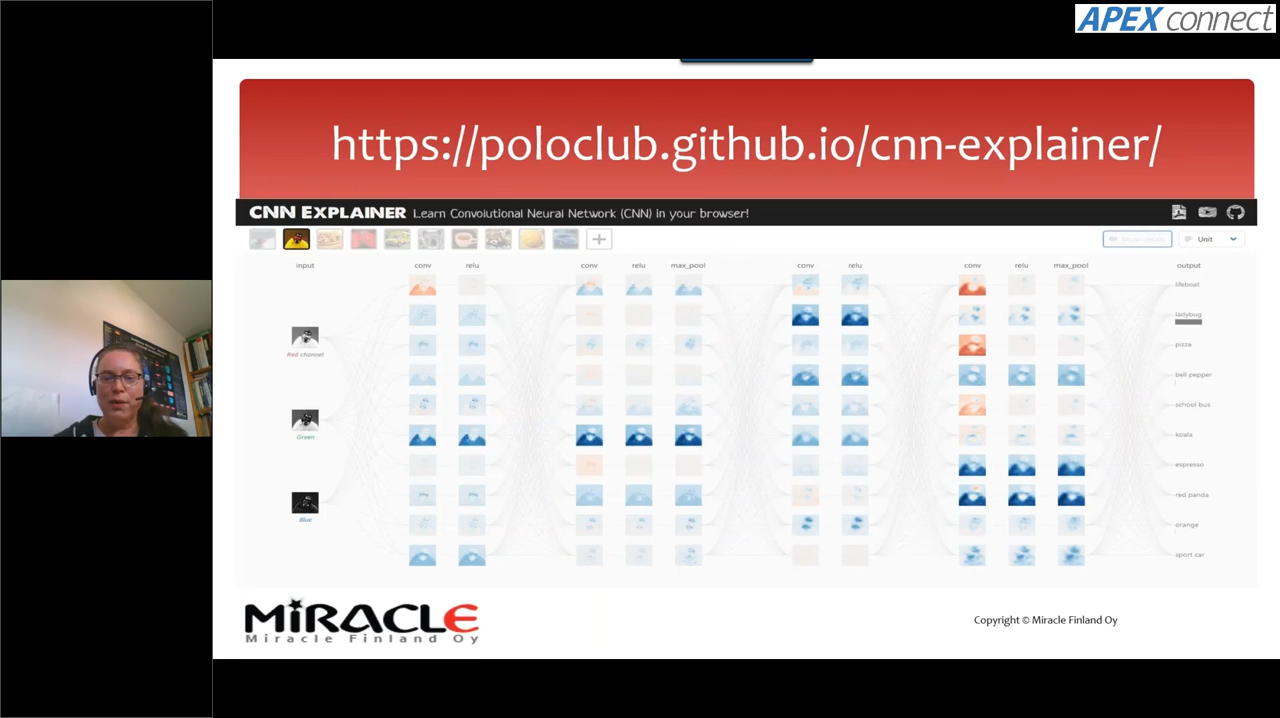 APEX connect
https://poloclub.github.io/cnn-explainer/
CNN EXPLAINER Learn Convolutional Neural Network (CNN) in your browser!
Unit
input conv relu conv relu max_pool conv relu conv relu max_pool output
lifeboat
ladybug
Red channel
pizza
bell pepper
school bus
Green
koala
espresso
red panda
Blue
orange
sport car
MIRACLE
Miracle Finland Oy
Copyright © Miracle Finland Oy